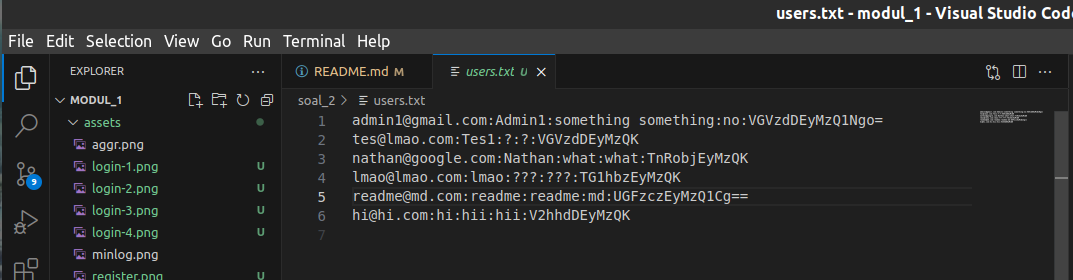 users.txt - modul_1 - Visual Studio Cod
File Edit Selection View Go Run Terminal Help
EXPLORER ...
README.md M
users.txt U
MODUL_1
soal_2 > users.txt
assets
aggr.png
login-1.png U
login-2.png U
login-3.png U
login-4.png U
minlog.png
register.png U
9
1 admin1@gmail.com:Admin1:something something:no:VGVzdDEyMzQ1Ngo=
2 tes@lmao.com:Tes1:?:?:VGVzdDEyMzQK
3 nathan@google.com:Nathan:what:what:TnRobjEyMzQK
4 lmao@lmao.com:lmao:???:???:TG1hbzEyMzQK
5 readme@md.com:readme:readme:md:UGFzczEyMzQ1Cg==
6 hi@hi.com:hi:hii:hii:V2hhdDEyMzQK
7